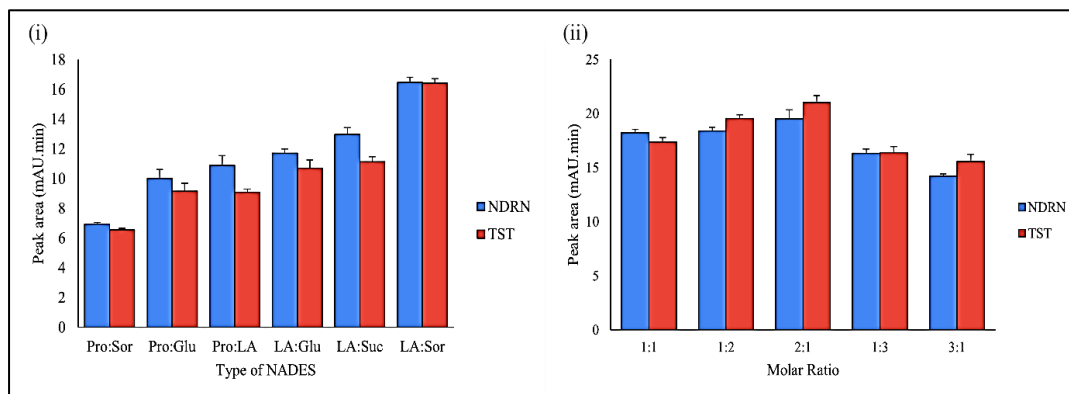 (i)
Peak area (mAU.min)
18
16
14
12
10
8
6
4
2
0
Pro:Sor Pro:Glu Pro:LA LA:Glu LA:Suc LA:Sor
Type of NADES
NDRN
TST
(ii)
Peak area (mAU.min)
25
20
15
10
5
0
1:1 1:2 2:1 1:3 3:1
Molar Ratio
NDRN
TST